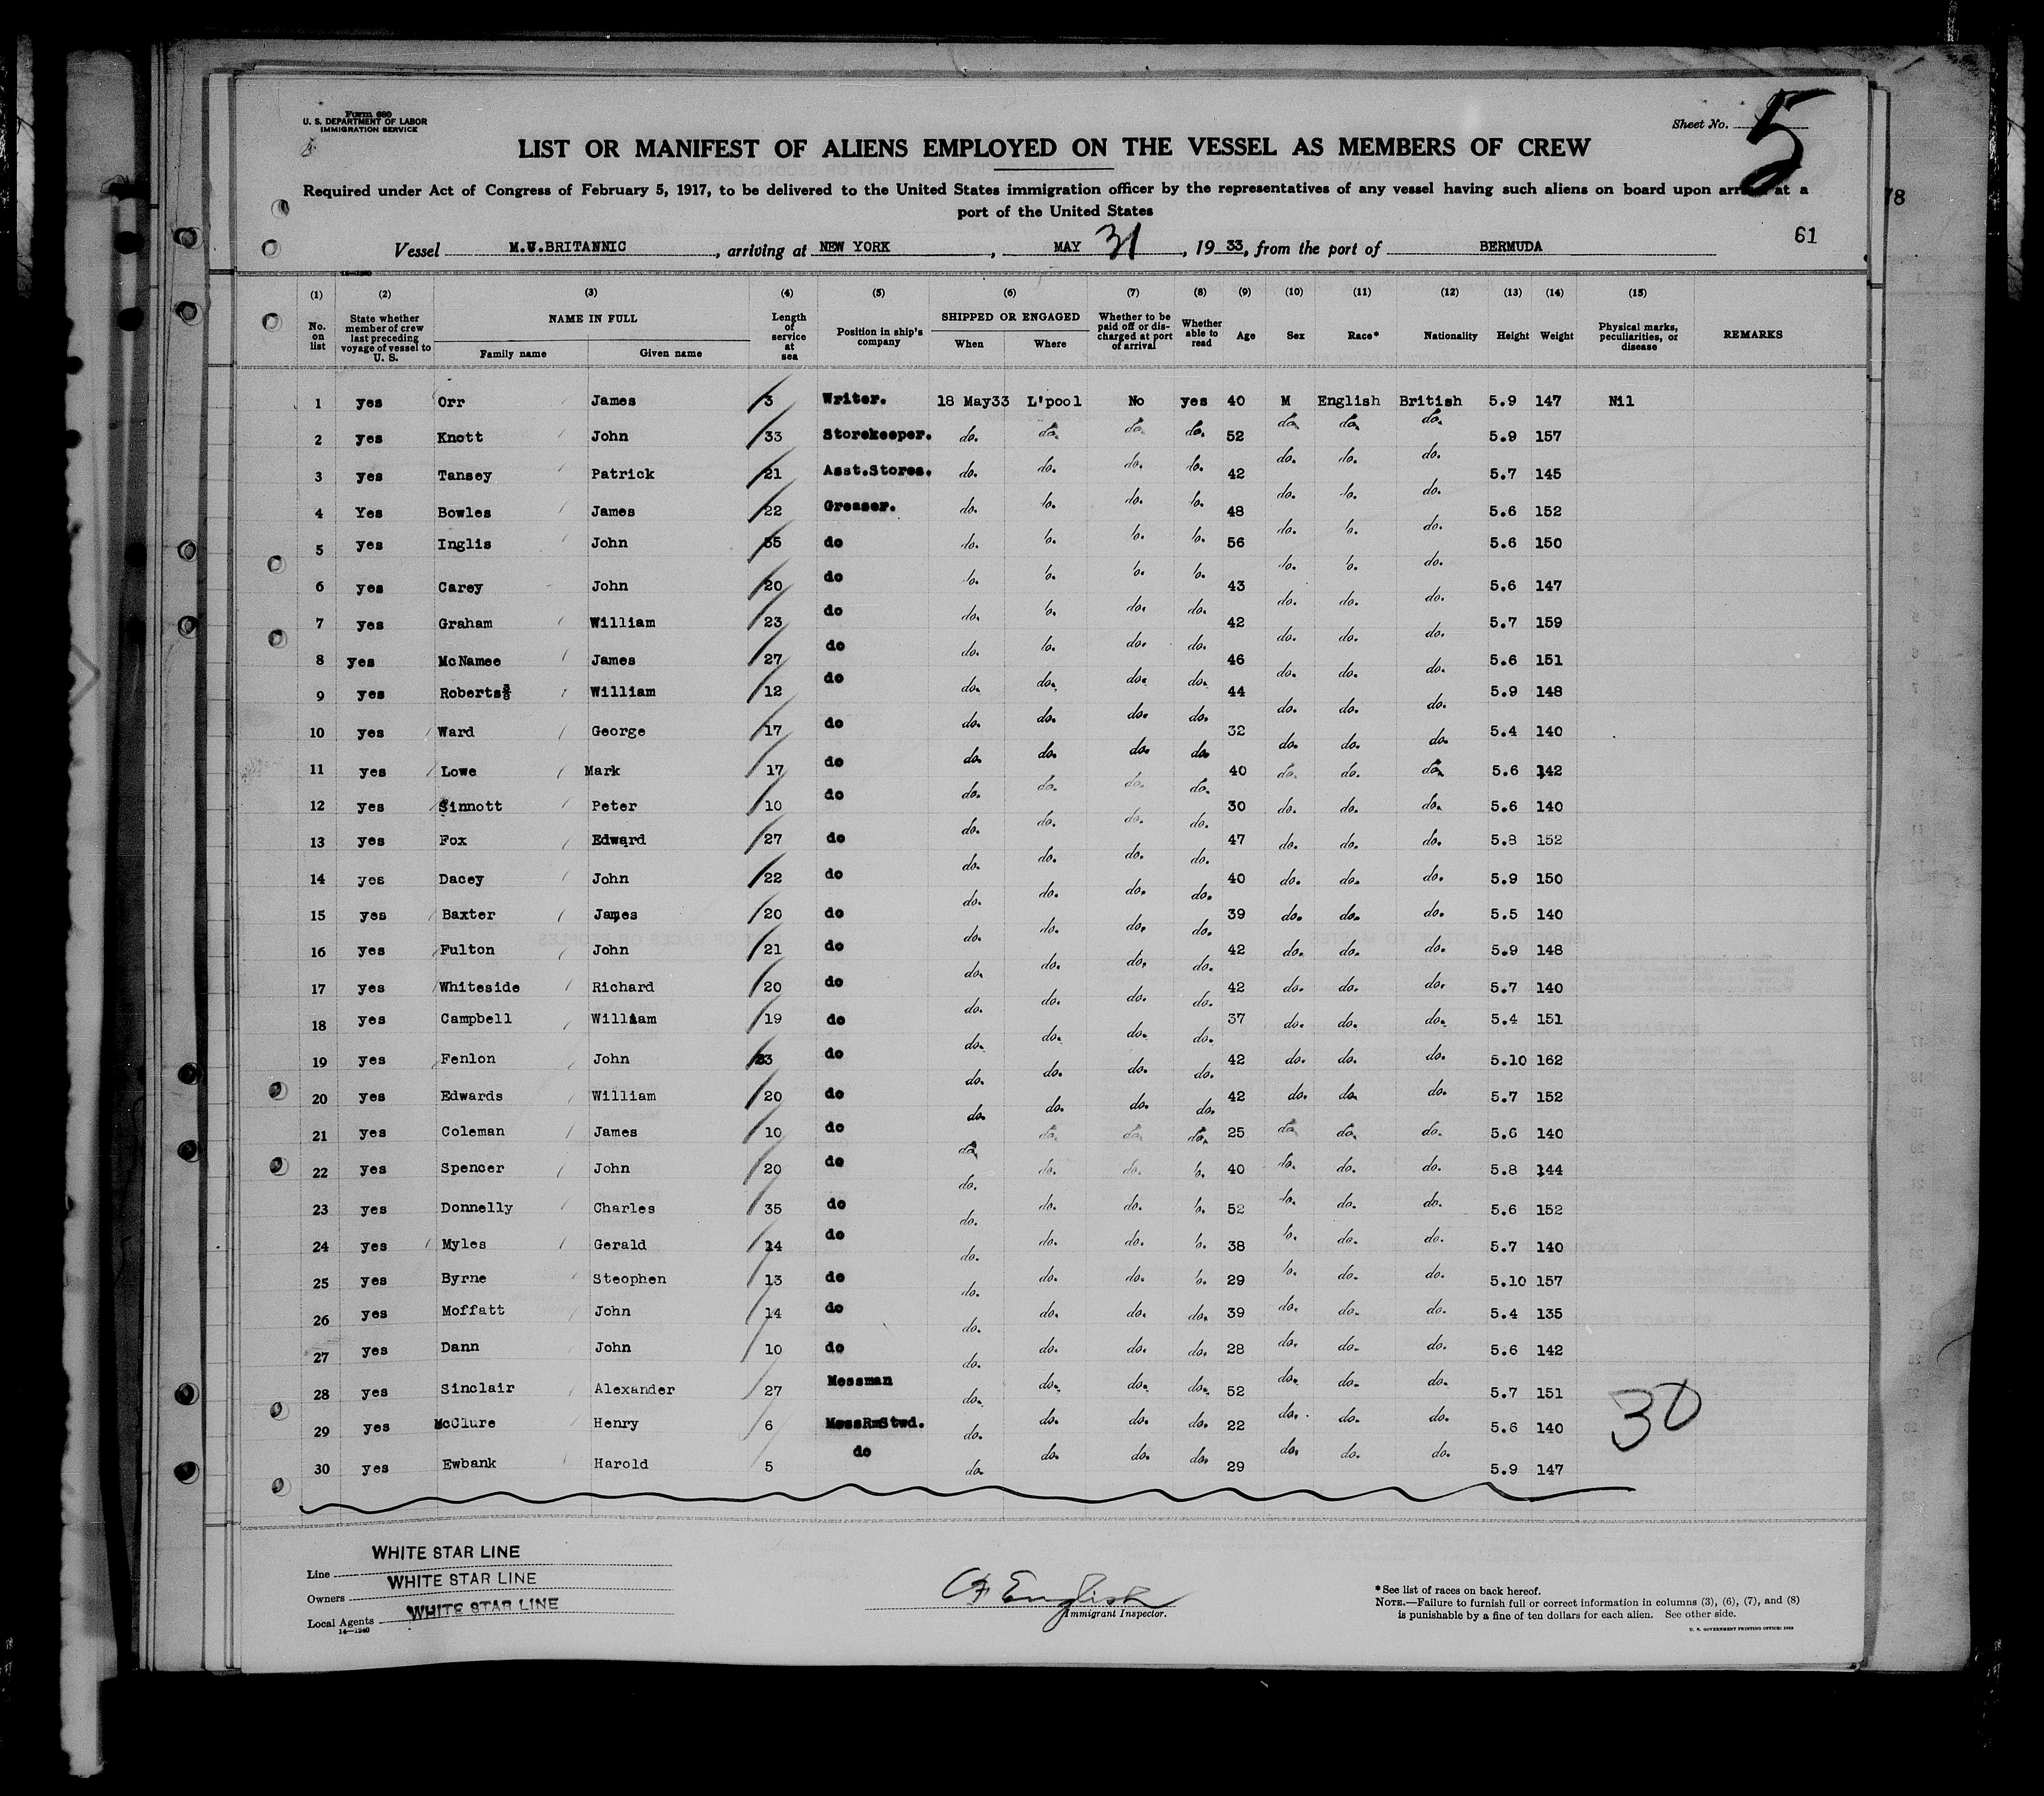 Form 680
U. S. DEPARTMENT OF LABOR
IMMIGRATION SERVICE
Sheet No. 5
LIST OR MANIFEST OF ALIENS EMPLOYED ON THE VESSEL AS MEMBERS OF CREW
Required under Act of Congress of February 5, 1917, to be delivered to the United States immigration officer by the representatives of any vessel having such aliens on board upon arrival at a
port of the United States
78
61
Vessel M.V.BRITANNIC, arriving at NEW YORK, MAY 31, 1933, from the port of BERMUDA
(1) (2) (3) (4) (5) (6) (7) (8) (9) (10) (11) (12) (13) (14) (15)
No. on list State whether member of crew last preceding voyage of vessel to U. S. NAME IN FULL Family name Given name Length of service at sea Position in ship's company SHIPPED OR ENGAGED When Where Whether to be paid off or discharged at port of arrival Whether able to read Age Sex Race* Nationality Height Weight Physical marks, peculiarities, or disease REMARKS
1 yes Orr James 3 Writer. 18 May33 L'pool No yes 40 M English British 5.9 147 Nil
2 yes Knott John 33 Storekeeper. do. do. do. do. 52 do. do. do. 5.9 157
3 yes Tansey Patrick 21 Asst.Stores. do. do. do. do. 42 do. do. do. 5.7 145
4 Yes Bowles James 22 Greaser. do. do. do. do. 48 do. do. do. 5.6 152
5 yes Inglis John 35 do do. do. do. do. 56 do. do. do. 5.6 150
6 yes Carey John 20 do do. do. do. do. 43 do. do. do. 5.6 147
7 yes Graham William 23 do do. do. do. do. 42 do. do. do. 5.7 159
8 yes McNamee James 27 do do. do. do. do. 46 do. do. do. 5.6 151
9 yes Roberts William 12 do do. do. do. do. 44 do. do. do. 5.9 148
10 yes Ward George 17 do do. do. do. do. 32 do. do. do. 5.4 140
11 yes Lowe Mark 17 do do. do. do. do. 40 do. do. do. 5.6 142
12 yes Sinnott Peter 10 do do. do. do. do. 30 do. do. do. 5.6 140
13 yes Fox Edward 27 do do. do. do. do. 47 do. do. do. 5.8 152
14 yes Dacey John 22 do do. do. do. do. 40 do. do. do. 5.9 150
15 yes Baxter James 20 do do. do. do. do. 39 do. do. do. 5.5 140
16 yes Fulton John 21 do do. do. do. do. 42 do. do. do. 5.9 148
17 yes Whiteside Richard 20 do do. do. do. do. 42 do. do. do. 5.7 140
18 yes Campbell William 19 do do. do. do. do. 37 do. do. do. 5.4 151
19 yes Fenlon John 23 do do. do. do. do. 42 do. do. do. 5.10 162
20 yes Edwards William 20 do do. do. do. do. 42 do. do. do. 5.7 152
21 yes Coleman James 10 do do. do. do. do. 25 do. do. do. 5.6 140
22 yes Spencer John 20 do do. do. do. do. 40 do. do. do. 5.8 144
23 yes Donnelly Charles 35 do do. do. do. do. 52 do. do. do. 5.6 152
24 yes Myles Gerald 14 do do. do. do. do. 38 do. do. do. 5.7 140
25 yes Byrne Steophen 13 do do. do. do. do. 29 do. do. do. 5.10 157
26 yes Moffatt John 14 do do. do. do. do. 39 do. do. do. 5.4 135
27 yes Dann John 10 do do. do. do. do. 28 do. do. do. 5.6 142
28 yes Sinclair Alexander 27 Messman do. do. do. do. 52 do. do. do. 5.7 151
29 yes McClure Henry 6 MessRmStwd. do. do. do. do. 22 do. do. do. 5.6 140
30 yes Ewbank Harold 5 do do. do. do. do. 29 do. do. do. 5.9 147
30
Line WHITE STAR LINE
Owners WHITE STAR LINE
Local Agents WHITE STAR LINE
14—1240
English
Immigrant Inspector.
*See list of races on back hereof.
NOTE.—Failure to furnish full or correct information in columns (3), (6), (7), and (8)
is punishable by a fine of ten dollars for each alien. See other side.